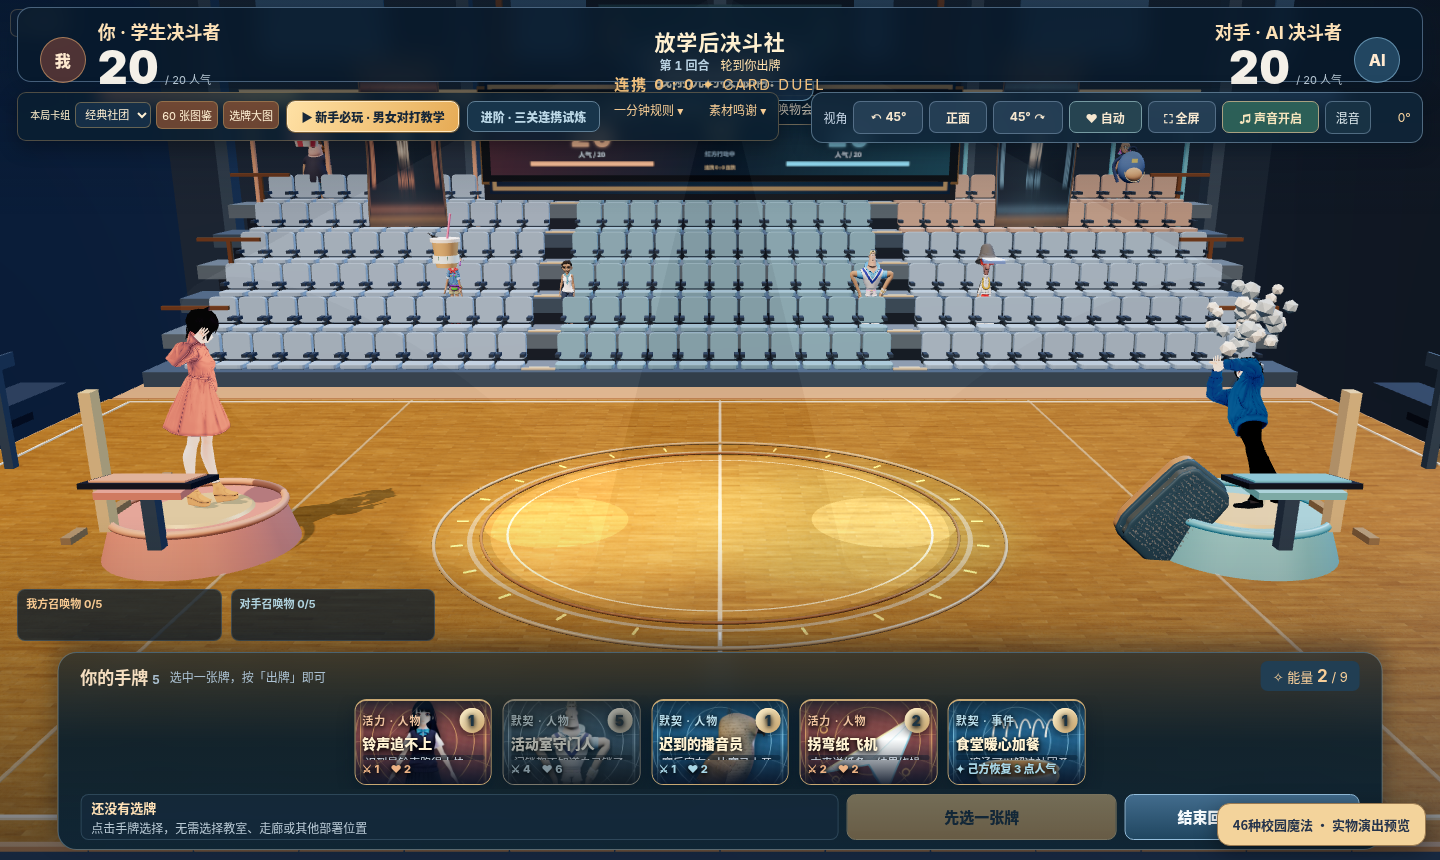 我
你 · 学生决斗者
20 / 20 人气
放学后决斗社
第 1 回合 轮到你出牌
连携 0 : 0 ✦ CARD DUEL
对手 · AI 决斗者
20 / 20 人气
AI
本局卡组 经典社团 60 张图鉴 选牌大图 ▶ 新手必玩 · 男女对打教学 进阶 · 三关连携试炼 一分钟规则 ▾ 素材鸣谢 ▾
唤物会
视角 ↶ 45° 正面 45° ↷ ♥ 自动 ⛶ 全屏 ♫ 声音开启 混音 0°
人气 / 20
人气 / 20
我方召唤物 0/5
对手召唤物 0/5
你的手牌 5 选中一张牌，按「出牌」即可
✧ 能量 2 / 9
活力 · 人物 1
铃声追不上
⚔ 1 ♥ 2
默契 · 人物 5
活动室守门人
⚔ 4 ♥ 6
默契 · 人物 1
迟到的播音员
⚔ 1 ♥ 2
活力 · 人物 2
拐弯纸飞机
⚔ 2 ♥ 2
默契 · 事件 1
食堂暖心加餐
✦ 己方恢复 3 点人气
还没有选牌
点击手牌选择，无需选择教室、走廊或其他部署位置
先选一张牌
结束回
46种校园魔法 · 实物演出预览